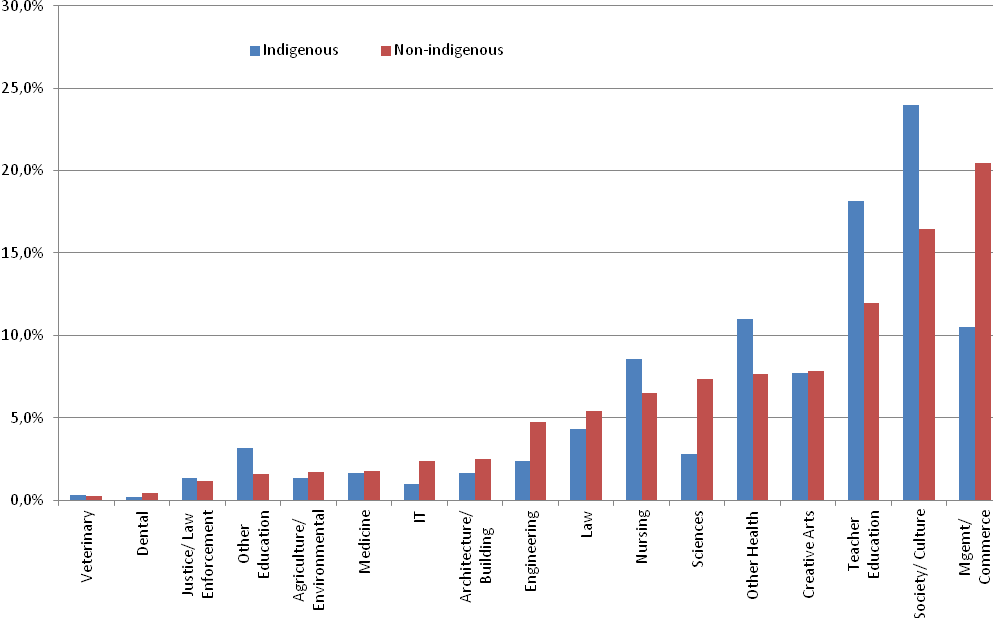 30,0%
Indigenous Non-indigenous
25,0%
20,0%
15,0%
10,0%
5,0%
0,0%
Veterinary
Dental
Justice/ Law
Enforcement
Other
Education
Agriculture/
Environmental
Medicine
IT
Architecture/
Building
Engineering
Law
Nursing
Sciences
Other Health
Creative Arts
Teacher
Education
Society/ Culture
Mgemt/
Commerce